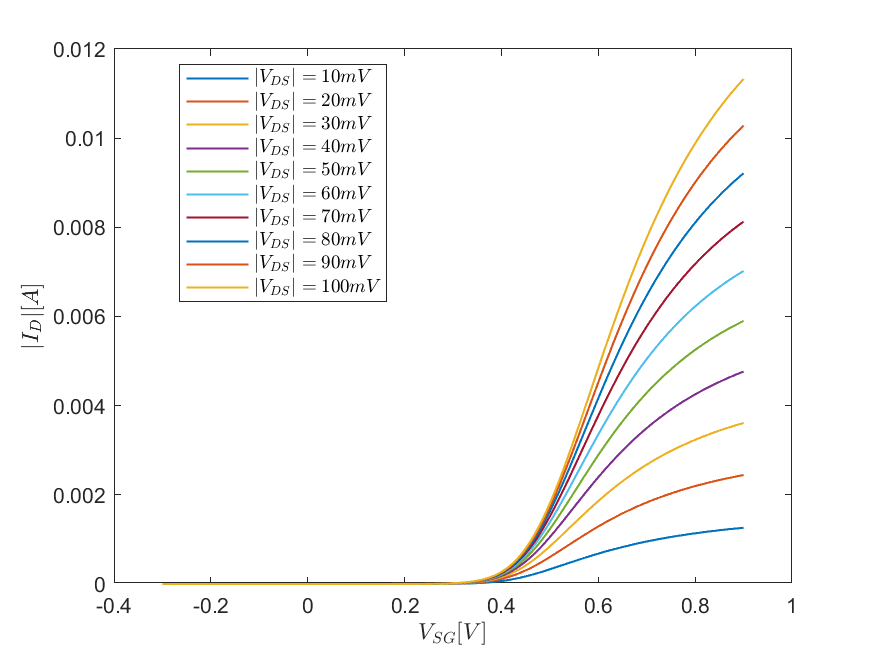 0.012
0.01
0.008
0.006
0.004
0.002
0
|I_D|[A]
|V_DS| = 10mV
|V_DS| = 20mV
|V_DS| = 30mV
|V_DS| = 40mV
|V_DS| = 50mV
|V_DS| = 60mV
|V_DS| = 70mV
|V_DS| = 80mV
|V_DS| = 90mV
|V_DS| = 100mV
-0.4 -0.2 0 0.2 0.4 0.6 0.8 1
V_SG[V]